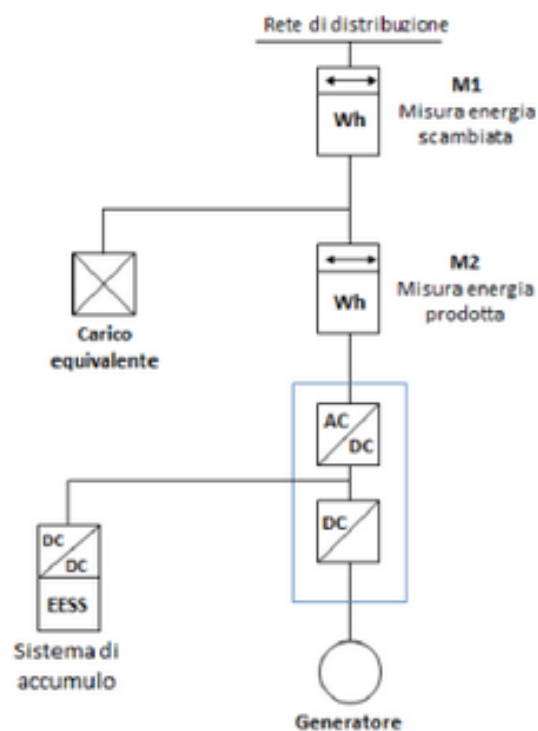 Rete di distribuzione
M1
Misura energia
scambiata
Wh
M2
Misura energia
prodotta
Wh
Carico
equivalente
AC
DC
DC
DC
DC
EESS
Sistema di
accumulo
Generatore